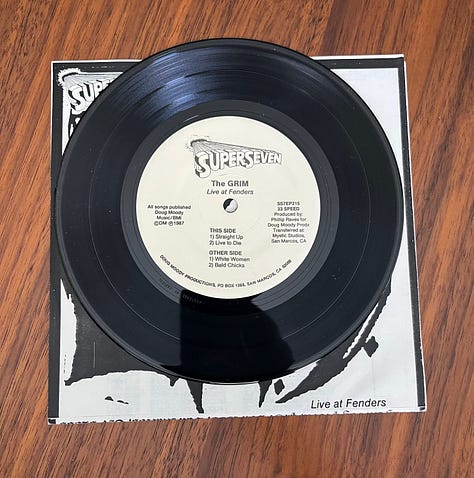 SUPERSEVEN
The GRIM
Live at Fenders
All songs published
Doug Moody
Music/BMI
©DM ℗1987
SS7EP215
33 SPEED
Produced by:
Phillip Raves for
Doug Moody Prods
Transferred at:
Mystic Studios,
San Marcos, CA
THIS SIDE
1) Straight Up
2) Live to Die
OTHER SIDE
1) White Women
2) Bald Chicks
DOUG MOODY PRODUCTIONS, PO BOX 1368, SAN MARCOS, CA
SUP
Live at Fenders